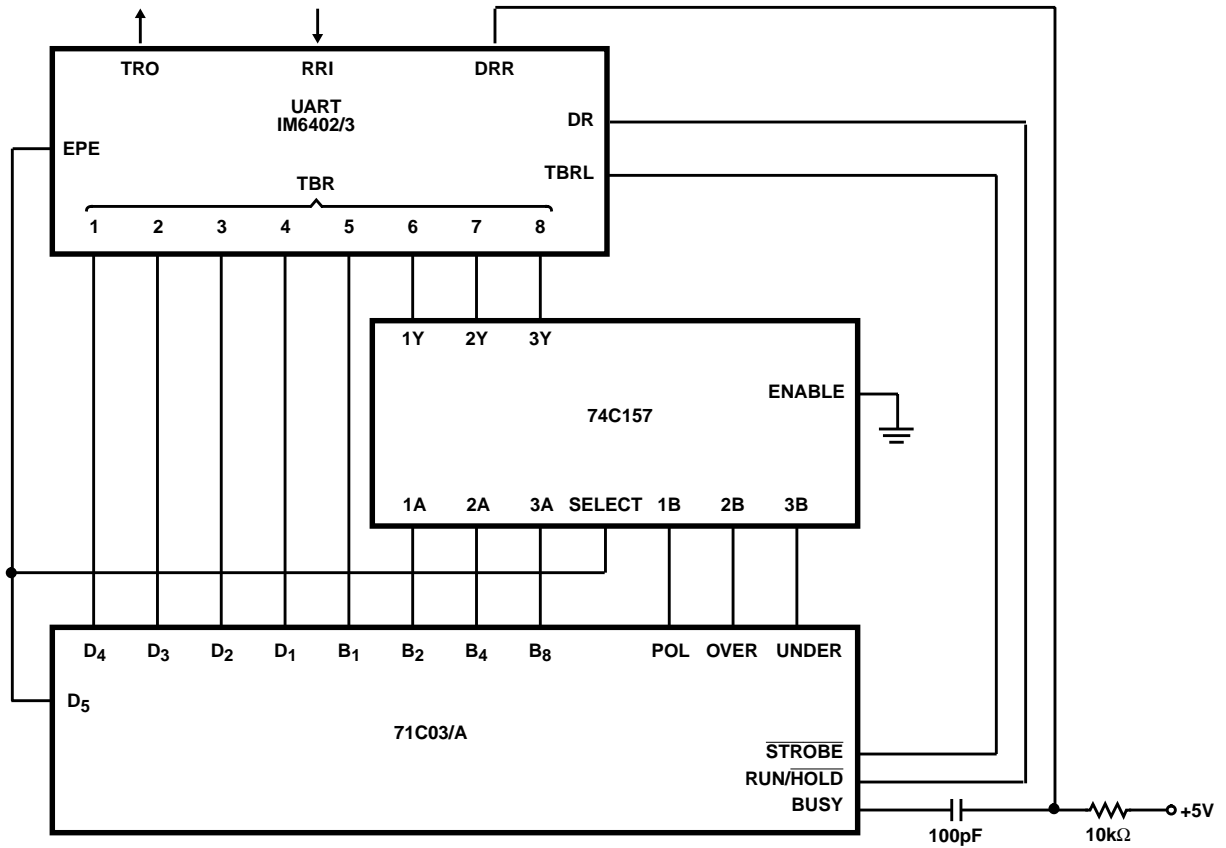 TRO RRI DRR
UART
IM6402/3
DR
EPE
TBRL
TBR
1 2 3 4 5 6 7 8
1Y 2Y 3Y
ENABLE
74C157
1A 2A 3A SELECT 1B 2B 3B
D4 D3 D2 D1 B1 B2 B4 B8 POL OVER UNDER
D5
71C03/A
STROBE
RUN/HOLD
BUSY
+5V
100pF 10kΩ